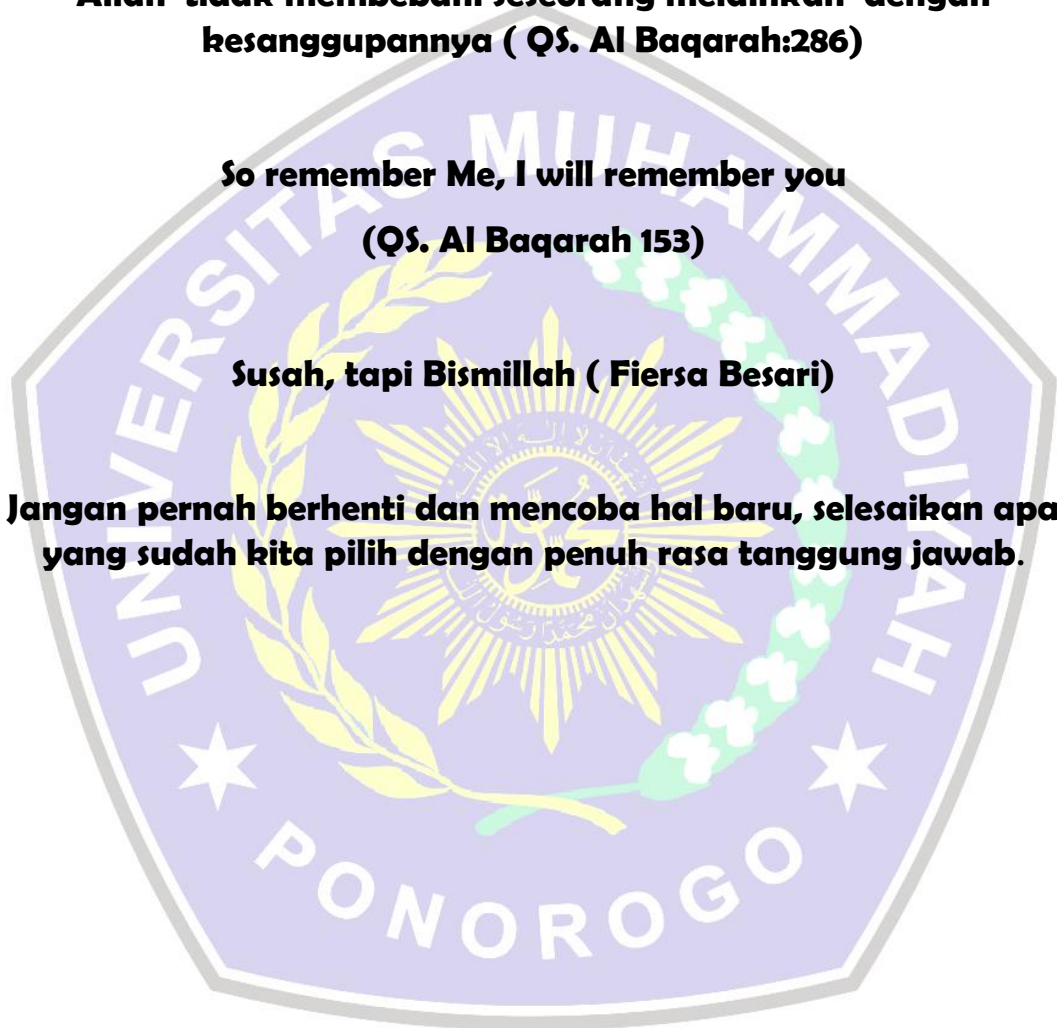 Allah tidak membebani seseorang melainkan dengan
kesanggupannya ( QS. Al Baqarah:286)
So remember Me, I will remember you
(QS. Al Baqarah 153)
Susah, tapi Bismillah ( Fiersa Besari)
Jangan pernah berhenti dan mencoba hal baru, selesaikan apa
yang sudah kita pilih dengan penuh rasa tanggung jawab.
UNIVERSITAS MUHAMMADIYAH
PONOROGO